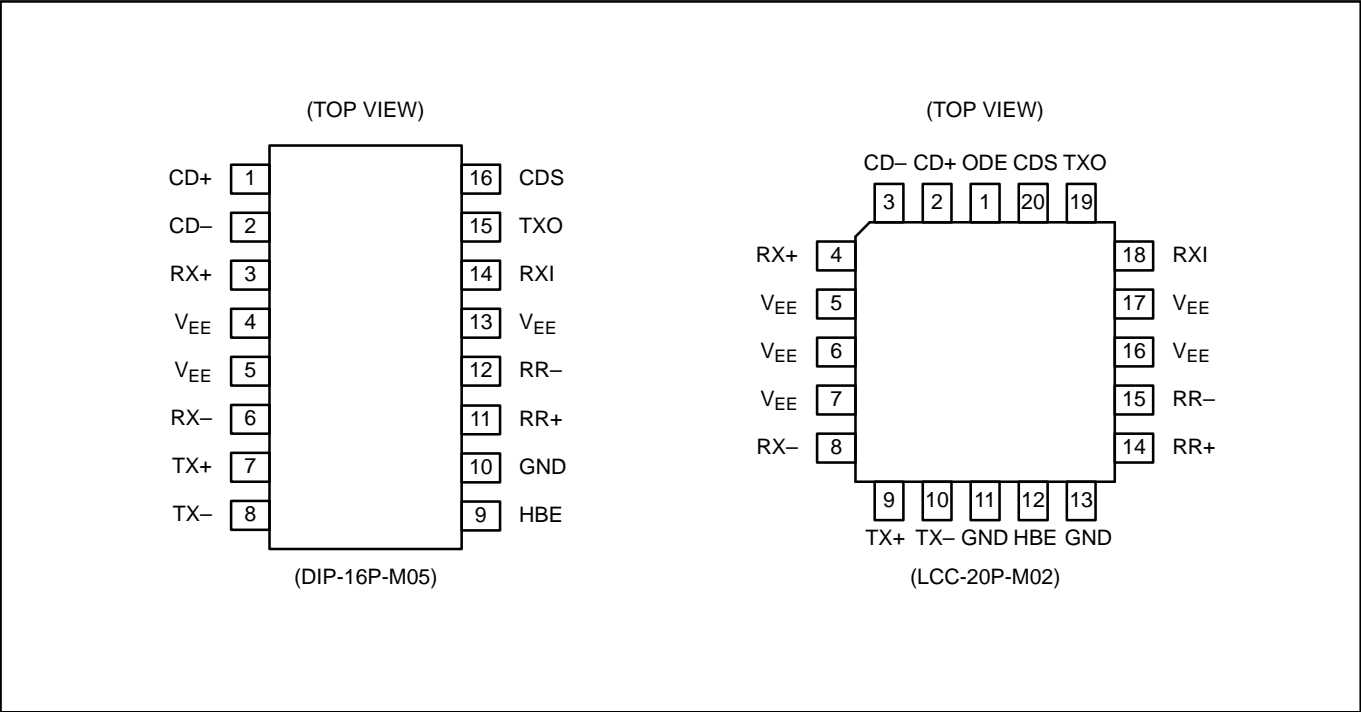 (TOP VIEW)
CD+ 1 16 CDS
CD– 2 15 TXO
RX+ 3 14 RXI
VEE 4 13 VEE
VEE 5 12 RR–
RX– 6 11 RR+
TX+ 7 10 GND
TX– 8 9 HBE
(DIP-16P-M05)
(TOP VIEW)
CD– CD+ ODE CDS TXO
3 2 1 20 19
RX+ 4 18 RXI
VEE 5 17 VEE
VEE 6 16 VEE
VEE 7 15 RR–
RX– 8 14 RR+
9 10 11 12 13
TX+ TX– GND HBE GND
(LCC-20P-M02)